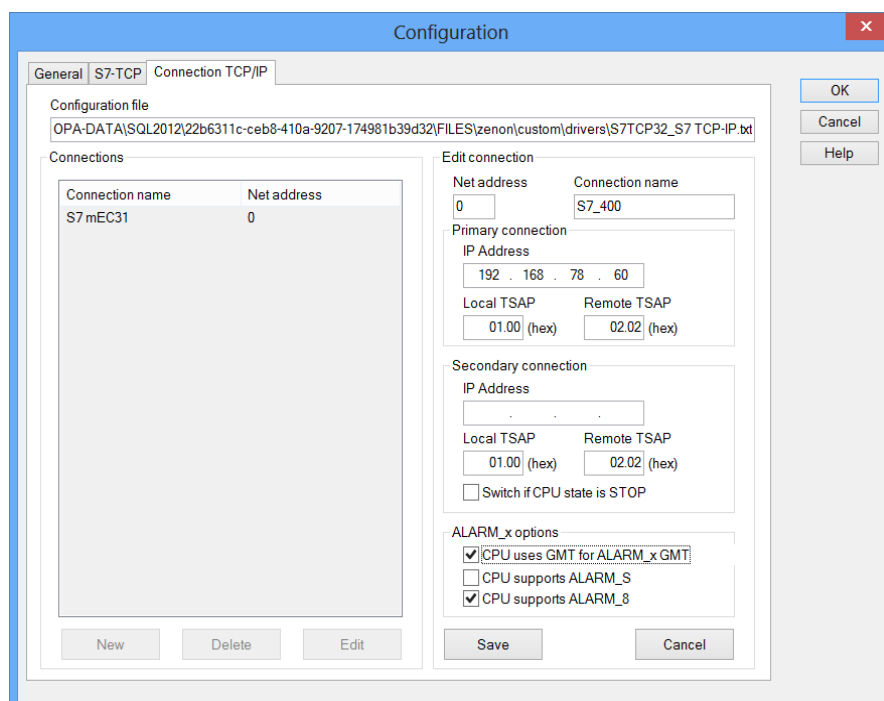 Configuration
General S7-TCP Connection TCP/IP
OK
Cancel
Help
Configuration file
OPA-DATA\SQL2012\22b6311c-ceb8-410a-9207-174981b39d32\FILES\zenon\custom\drivers\S7TCP32_S7 TCP-IP.txt
Connections
Connection name Net address
S7 mEC31 0
New Delete Edit
Edit connection
Net address Connection name
0 S7_400
Primary connection
IP Address
192 . 168 . 78 . 60
Local TSAP Remote TSAP
01.00 (hex) 02.02 (hex)
Secondary connection
IP Address
. . .
Local TSAP Remote TSAP
01.00 (hex) 02.02 (hex)
Switch if CPU state is STOP
ALARM_x options
CPU uses GMT for ALARM_x GMT
CPU supports ALARM_S
CPU supports ALARM_8
Save Cancel